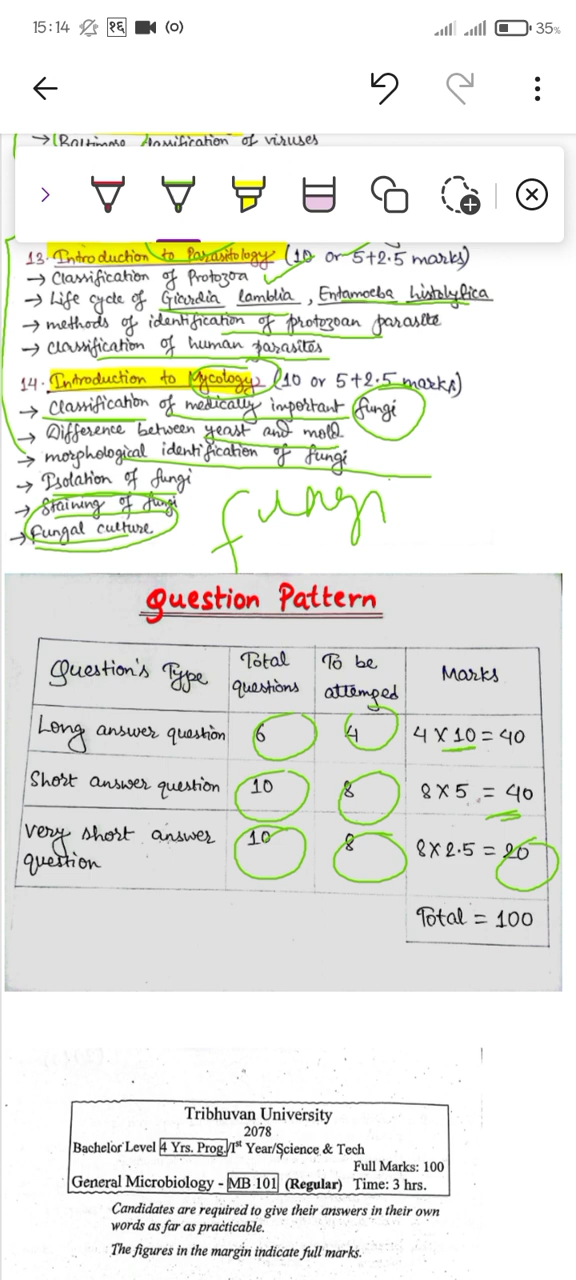 15:14 १६ 35%
→ Baltimore classification of viruses
13. Introduction to Parasitology (10 or 5+2.5 marks)
→ Classification of Protozoa
→ Life cycle of Giardia lamblia, Entamoeba histolytica
→ methods of identification of protozoan parasite
→ classification of human parasites
14. Introduction to Mycology (10 or 5+2.5 marks)
→ Classification of medically important fungi
→ Difference between yeast and mold
→ morphological identification of fungi
→ Isolation of fungi
→ Staining of fungi
→ Fungal culture
fungi
Question Pattern
Question's Type Total questions To be attemged Marks
Long answer question 6 4 4 X 10 = 40
Short answer question 10 8 8 X 5 = 40
very short answer question 10 8 8 X 2.5 = 20
Total = 100
Tribhuvan University
2078
Bachelor Level 4 Yrs. Prog./Iˢᵗ Year/Science & Tech
Full Marks: 100
General Microbiology - MB 101 (Regular) Time: 3 hrs.
Candidates are required to give their answers in their own
words as far as practicable.
The figures in the margin indicate full marks.